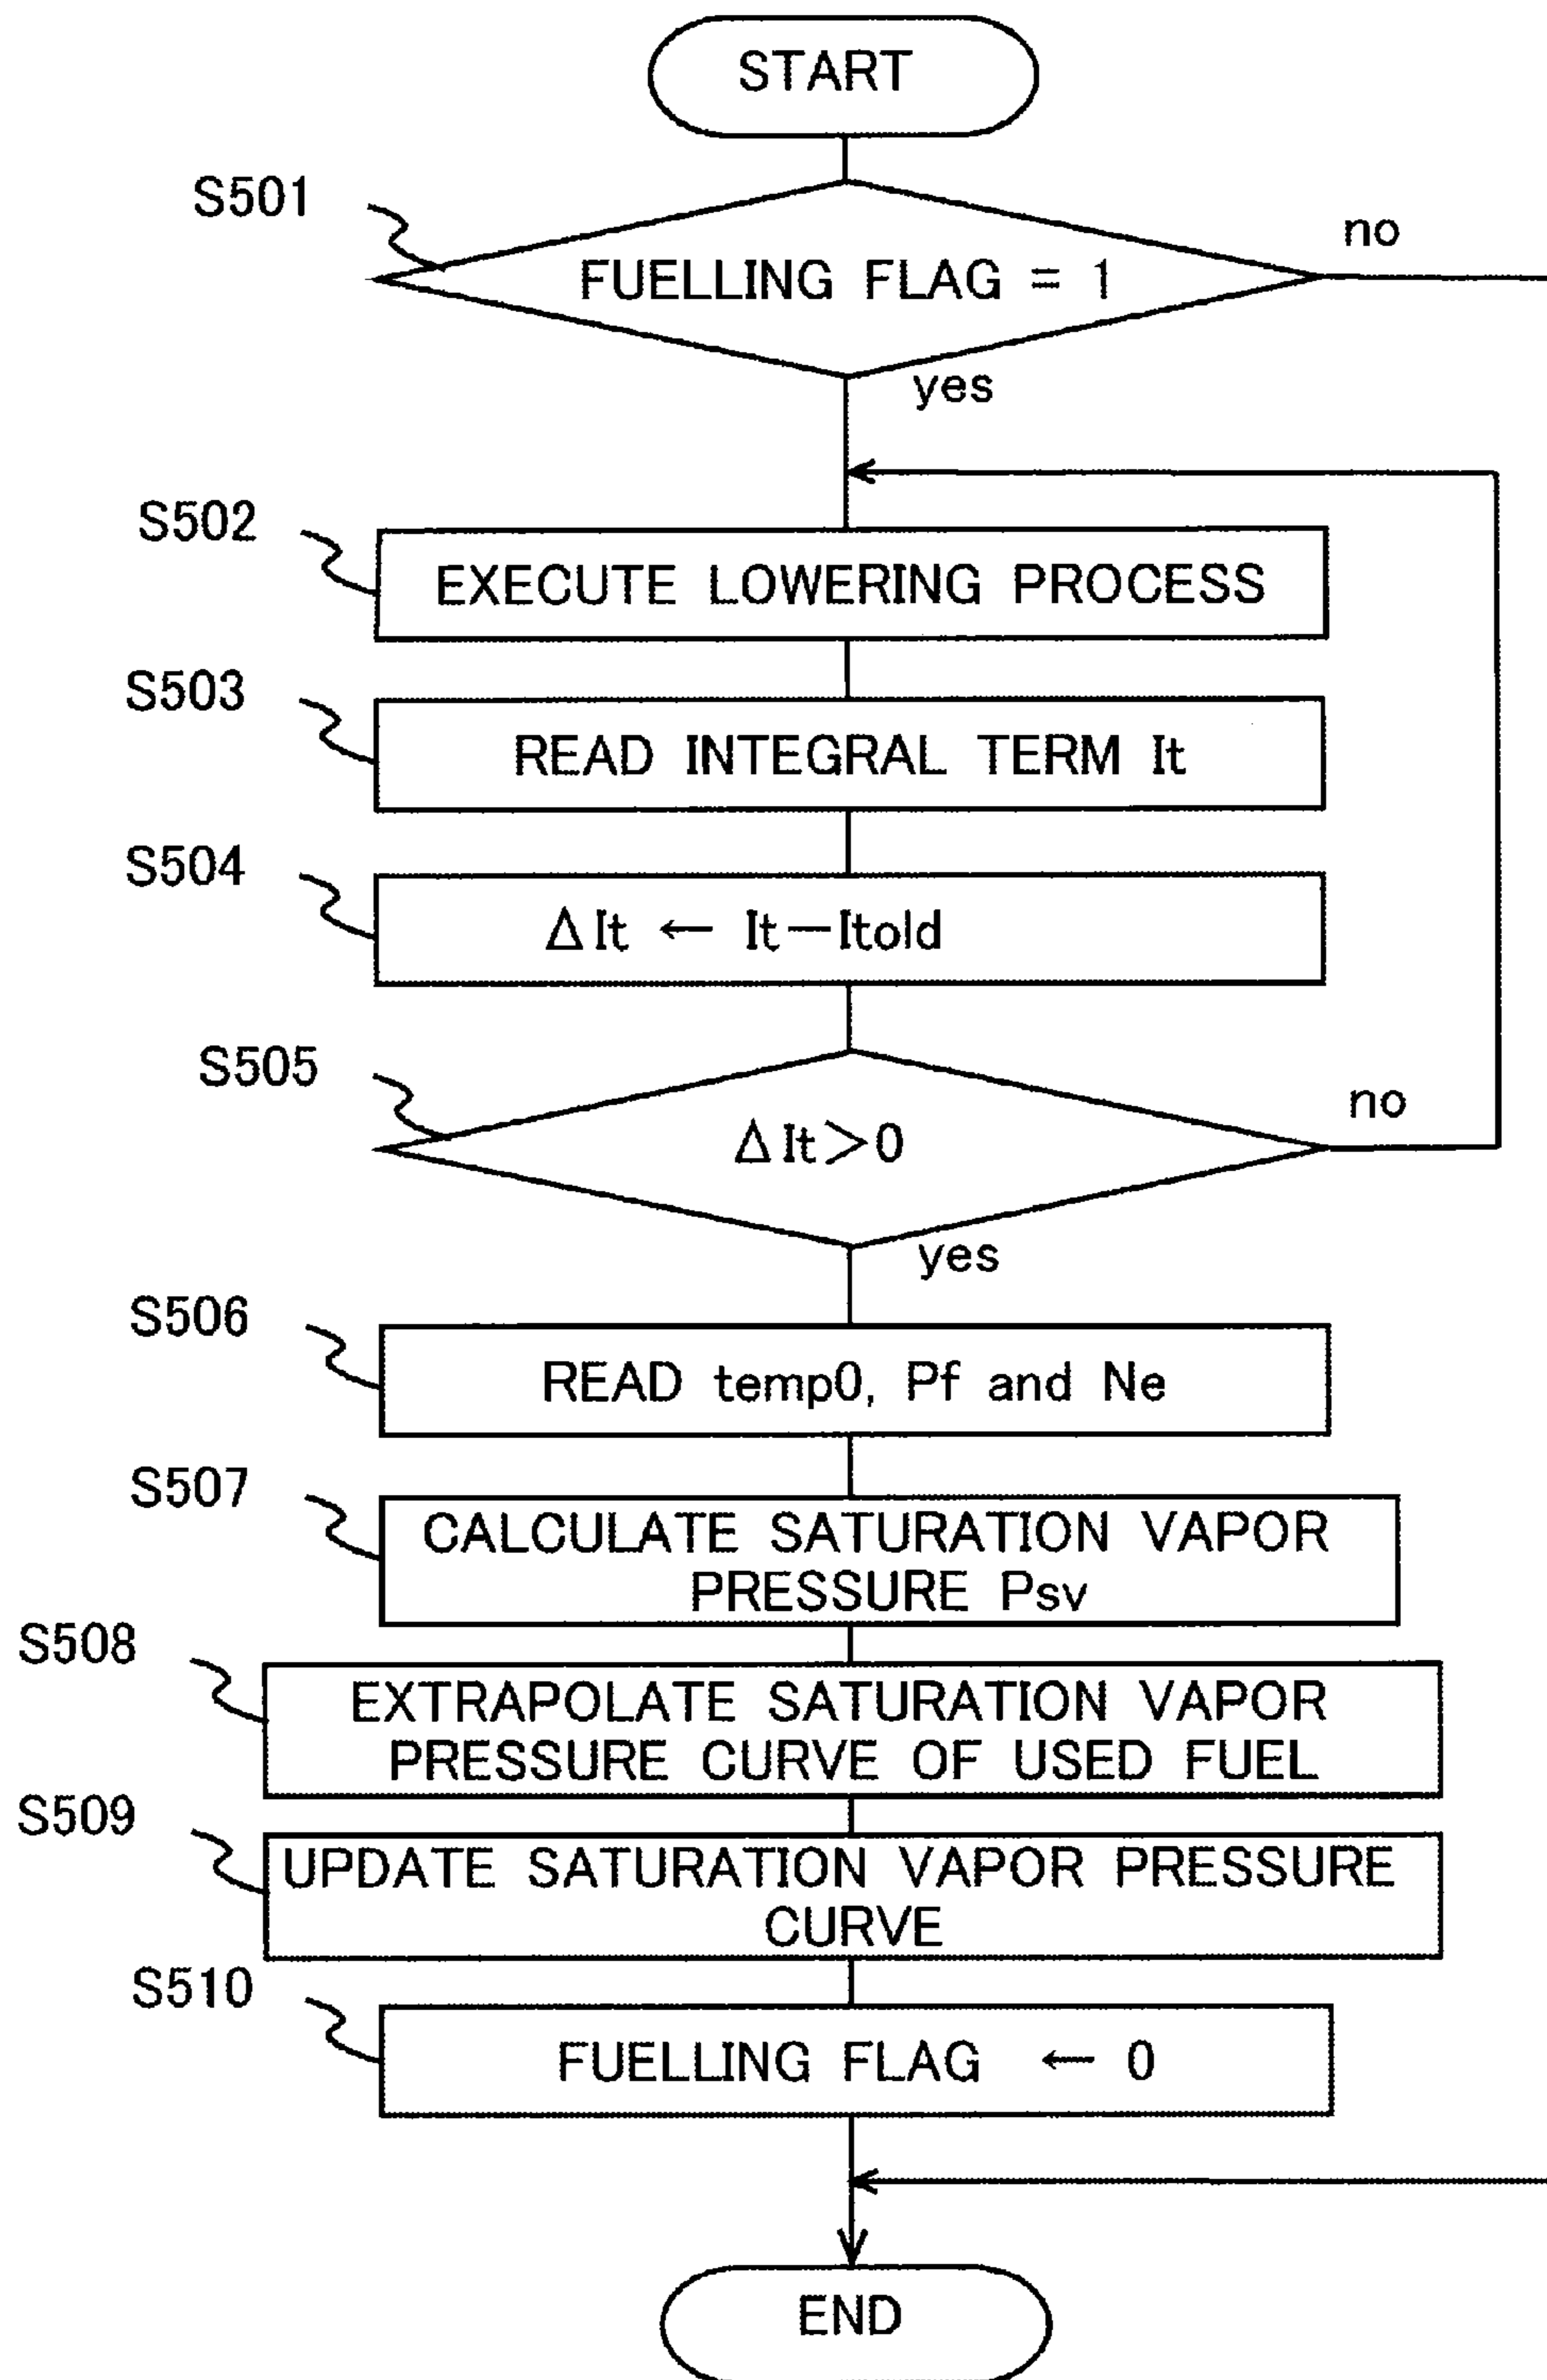 START
S501
no
FUELLING FLAG = 1
yes
S502
EXECUTE LOWERING PROCESS
S503
READ INTEGRAL TERM It
S504
ΔIt ← It−Itold
S505
no
ΔIt>0
yes
S506
READ temp0, Pf and Ne
S507
CALCULATE SATURATION VAPOR
PRESSURE Psv
S508
EXTRAPOLATE SATURATION VAPOR
PRESSURE CURVE OF USED FUEL
S509
UPDATE SATURATION VAPOR PRESSURE
CURVE
S510
FUELLING FLAG ← 0
END